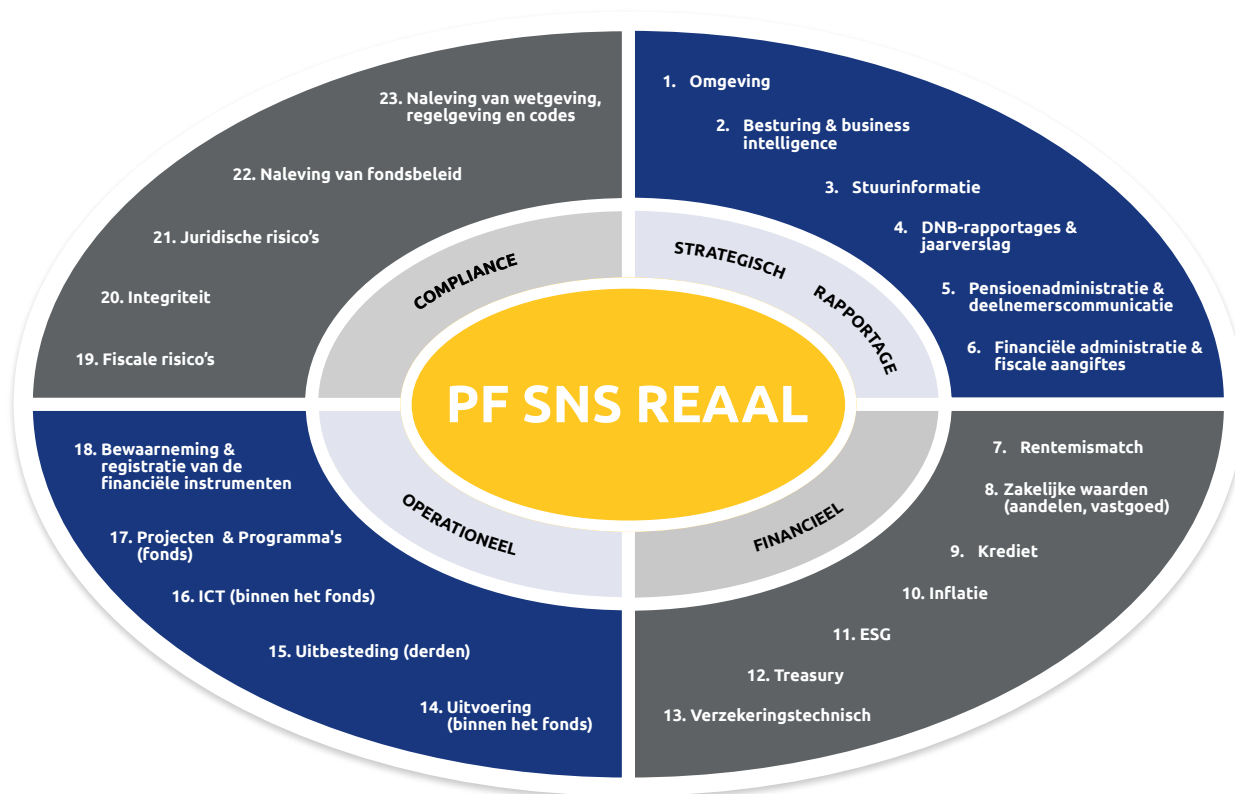 1. Omgeving
2. Besturing & business
intelligence
3. Stuurinformatie
4. DNB-rapportages &
jaarverslag
5. Pensioenadministratie &
deelnemerscommunicatie
6. Financiële administratie &
fiscale aangiftes
7. Rentemismatch
8. Zakelijke waarden
(aandelen, vastgoed)
9. Krediet
10. Inflatie
11. ESG
12. Treasury
13. Verzekeringstechnisch
14. Uitvoering
(binnen het fonds)
15. Uitbesteding (derden)
16. ICT (binnen het fonds)
17. Projecten & Programma's
(fonds)
18. Bewaarneming &
registratie van de
financiële instrumenten
19. Fiscale risico’s
20. Integriteit
21. Juridische risico’s
22. Naleving van fondsbeleid
23. Naleving van wetgeving,
regelgeving en codes
COMPLIANCE
STRATEGISCH
RAPPORTAGE
FINANCIEEL
OPERATIONEEL
PF SNS REAAL